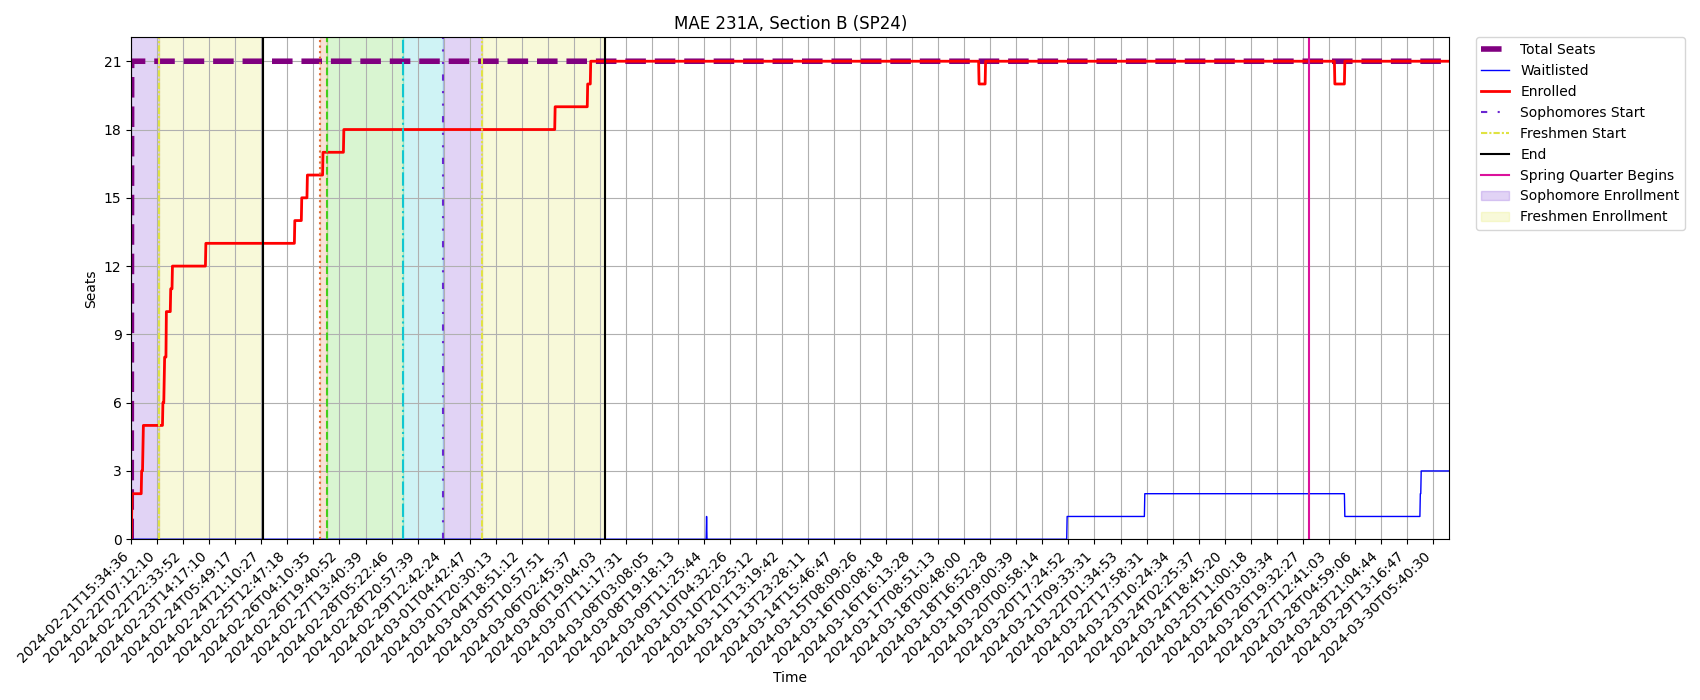 MAE 231A, Section B (SP24)
Seats
21
18
15
12
9
6
3
0
2024-02-21T15:34:36
2024-02-22T07:12:10
2024-02-22T22:33:52
2024-02-23T14:17:10
2024-02-24T05:49:17
2024-02-24T21:10:27
2024-02-25T12:47:18
2024-02-26T04:10:35
2024-02-26T19:40:52
2024-02-27T13:40:39
2024-02-28T05:22:46
2024-02-28T20:57:39
2024-02-29T12:42:24
2024-03-01T04:42:47
2024-03-01T20:30:13
2024-03-04T18:51:12
2024-03-05T10:57:51
2024-03-06T02:45:37
2024-03-06T19:04:03
2024-03-07T11:17:31
2024-03-08T03:08:05
2024-03-08T19:18:13
2024-03-09T11:25:44
2024-03-10T04:32:26
2024-03-10T20:25:12
2024-03-11T13:19:42
2024-03-13T23:28:11
2024-03-14T15:46:47
2024-03-15T08:09:26
2024-03-16T00:08:18
2024-03-16T16:13:28
2024-03-17T08:51:13
2024-03-18T00:48:00
2024-03-18T16:52:28
2024-03-19T09:00:39
2024-03-20T00:58:14
2024-03-20T17:24:52
2024-03-21T09:33:31
2024-03-22T01:34:53
2024-03-22T17:58:31
2024-03-23T10:24:34
2024-03-24T02:25:37
2024-03-24T18:45:20
2024-03-25T11:00:18
2024-03-26T03:03:34
2024-03-26T19:32:27
2024-03-27T12:41:03
2024-03-28T04:59:06
2024-03-28T21:04:44
2024-03-29T13:16:47
2024-03-30T05:40:30
Time
Total Seats
Waitlisted
Enrolled
Sophomores Start
Freshmen Start
End
Spring Quarter Begins
Sophomore Enrollment
Freshmen Enrollment